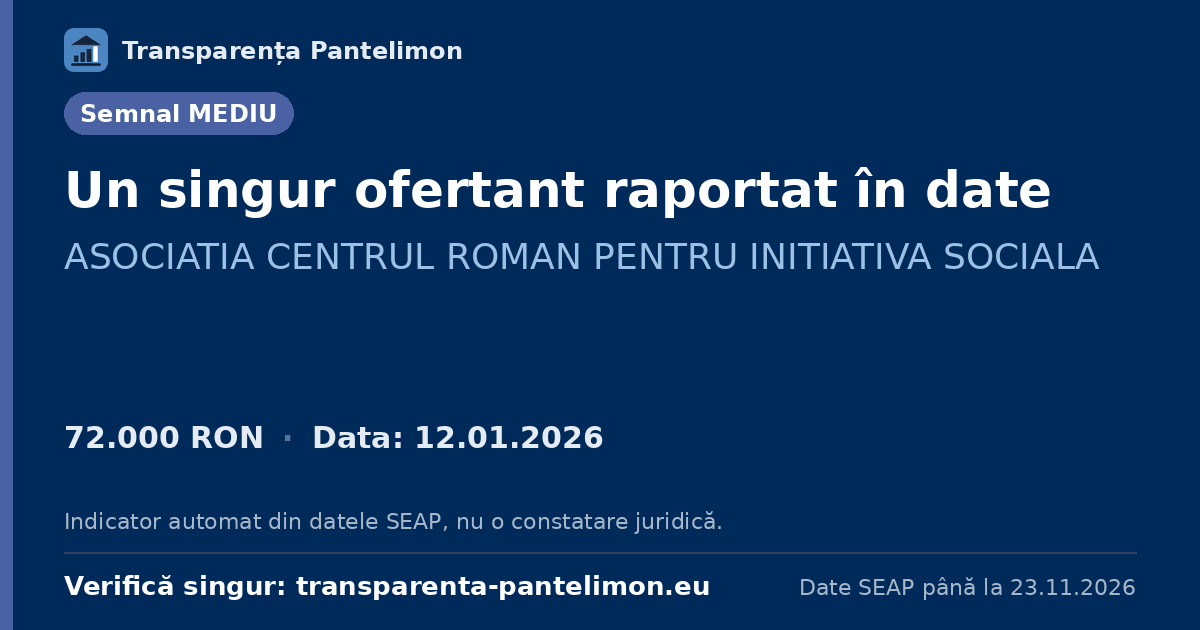 Transparența Pantelimon
Semnal MEDIU
Un singur ofertant raportat în date
ASOCIATIA CENTRUL ROMAN PENTRU INITIATIVA SOCIALA
72.000 RON · Data: 12.01.2026
Indicator automat din datele SEAP, nu o constatare juridică.
Verifică singur: transparenta-pantelimon.eu
Date SEAP până la 23.11.2026